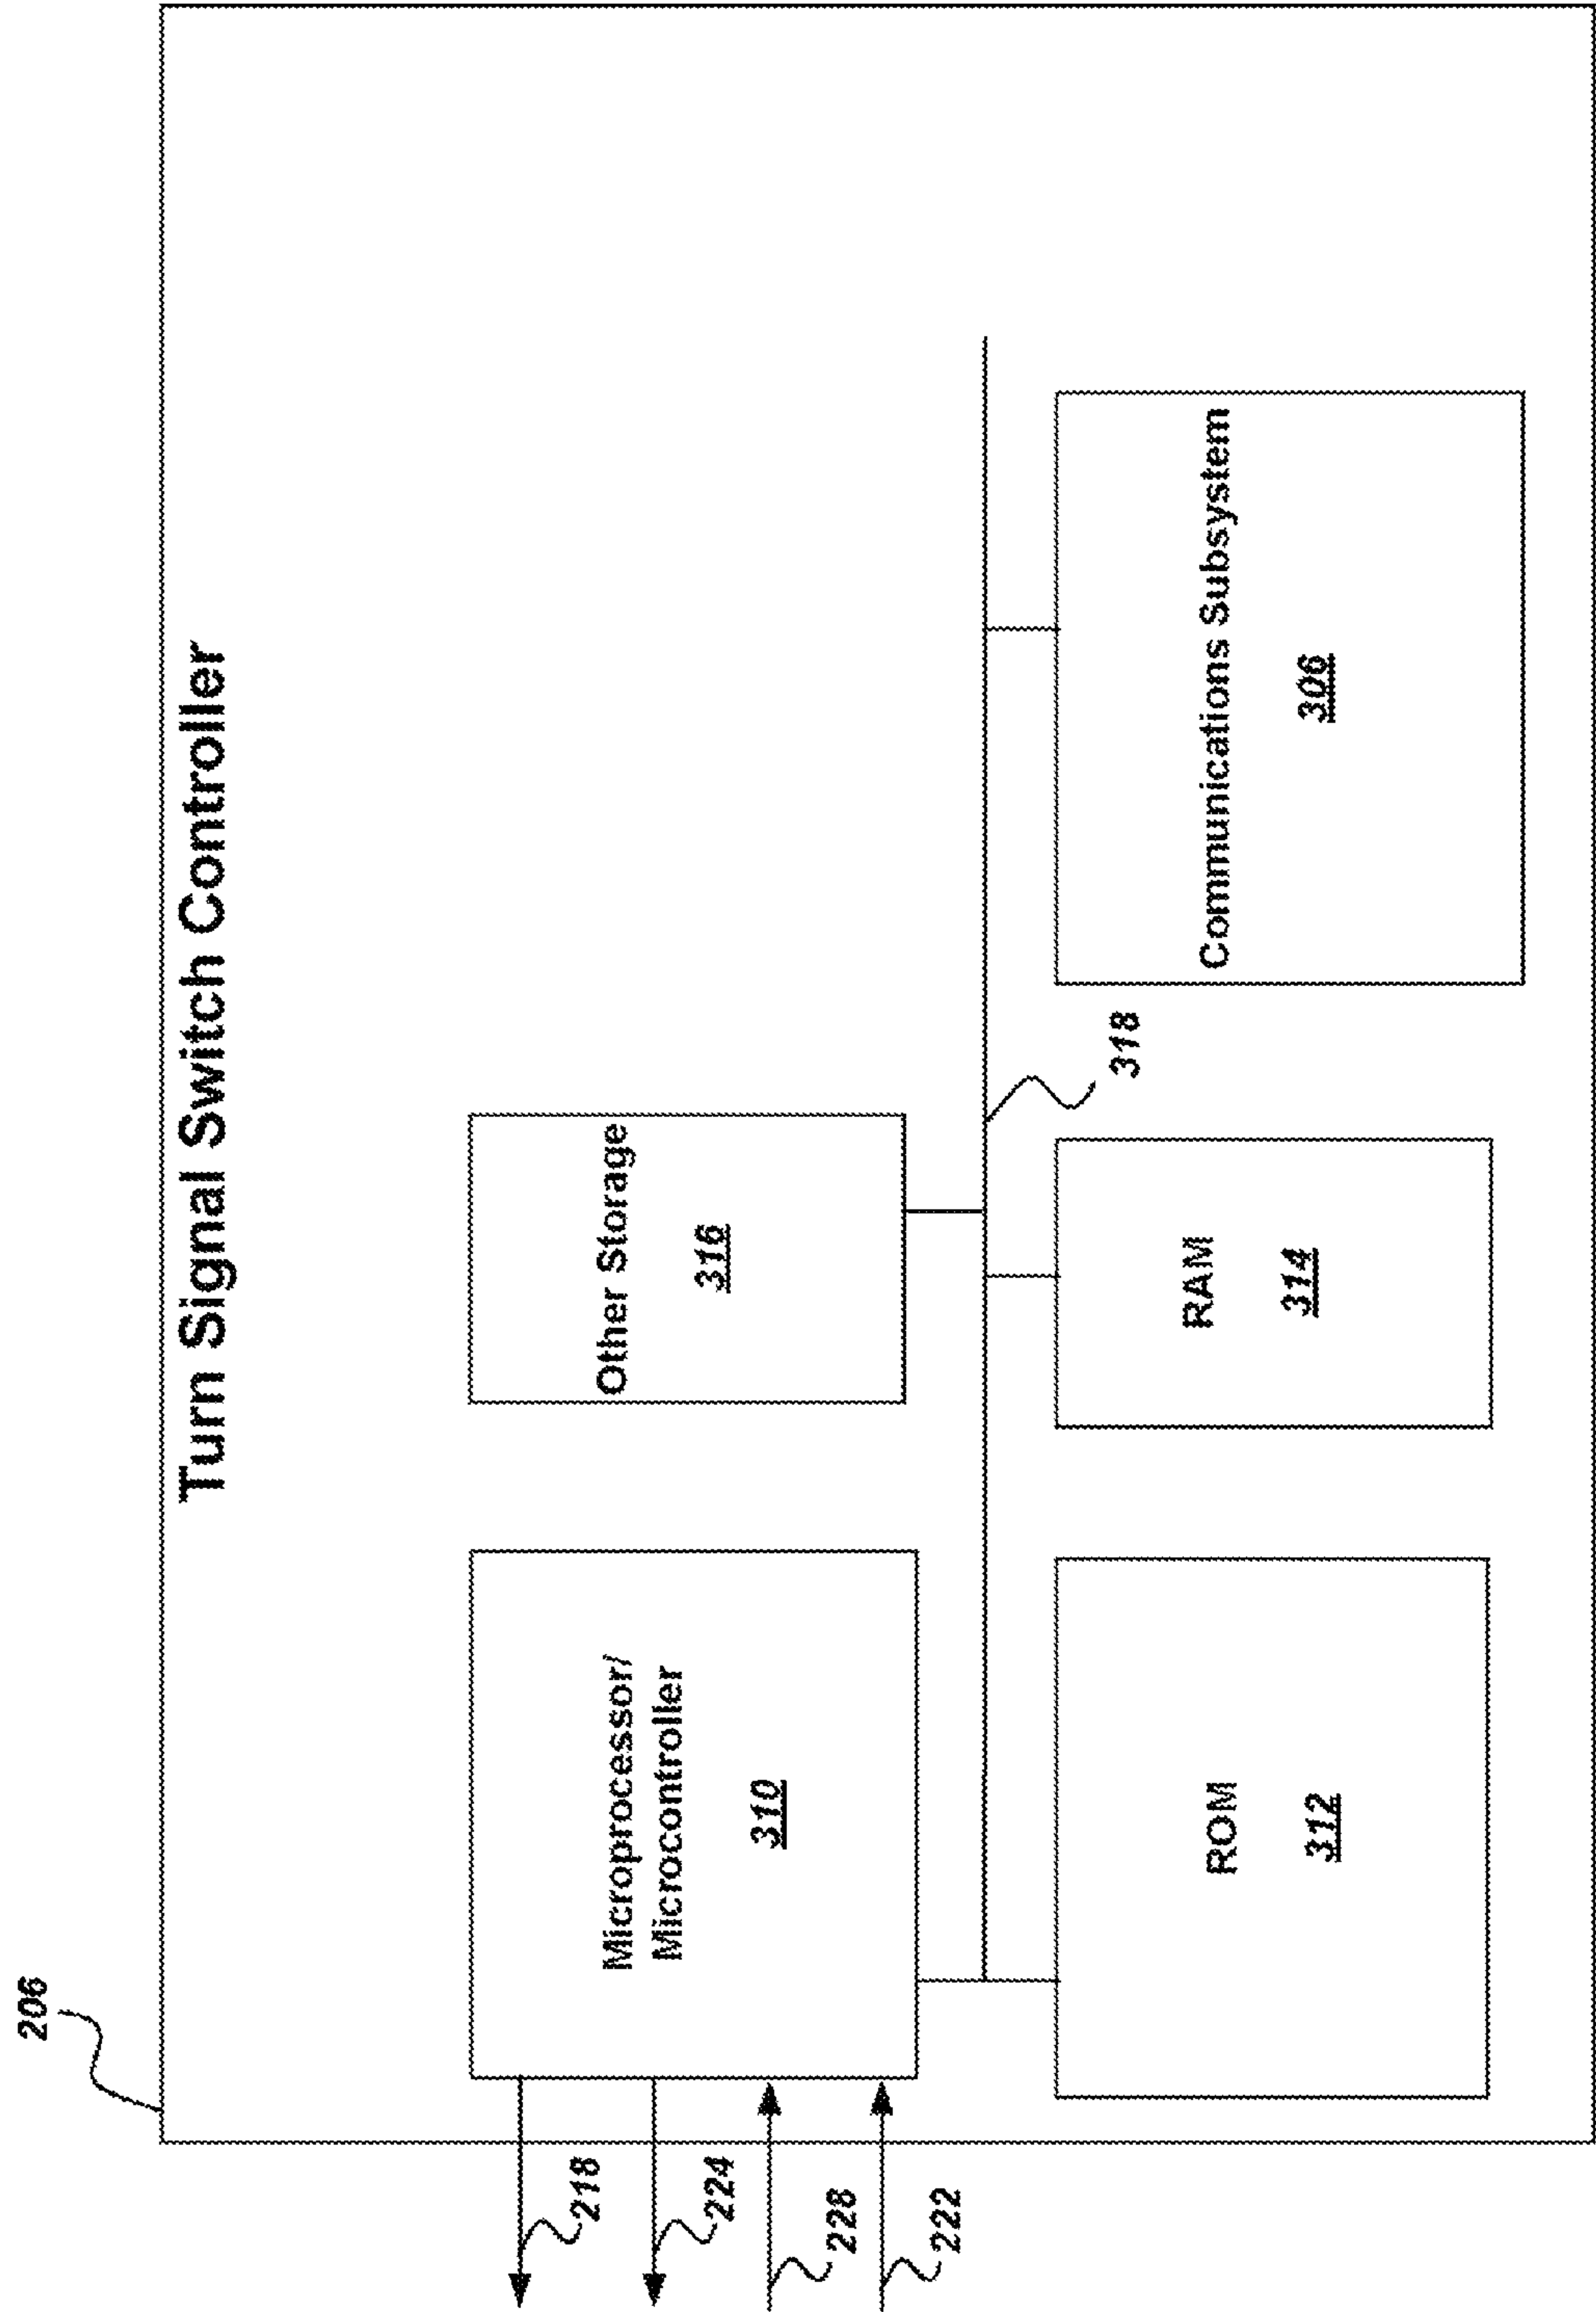 Turn Signal Switch Controller
206
218
224
228
222
Microprocessor/
Microcontroller
310
Other Storage
316
318
ROM
312
RAM
314
Communications Subsystem
306